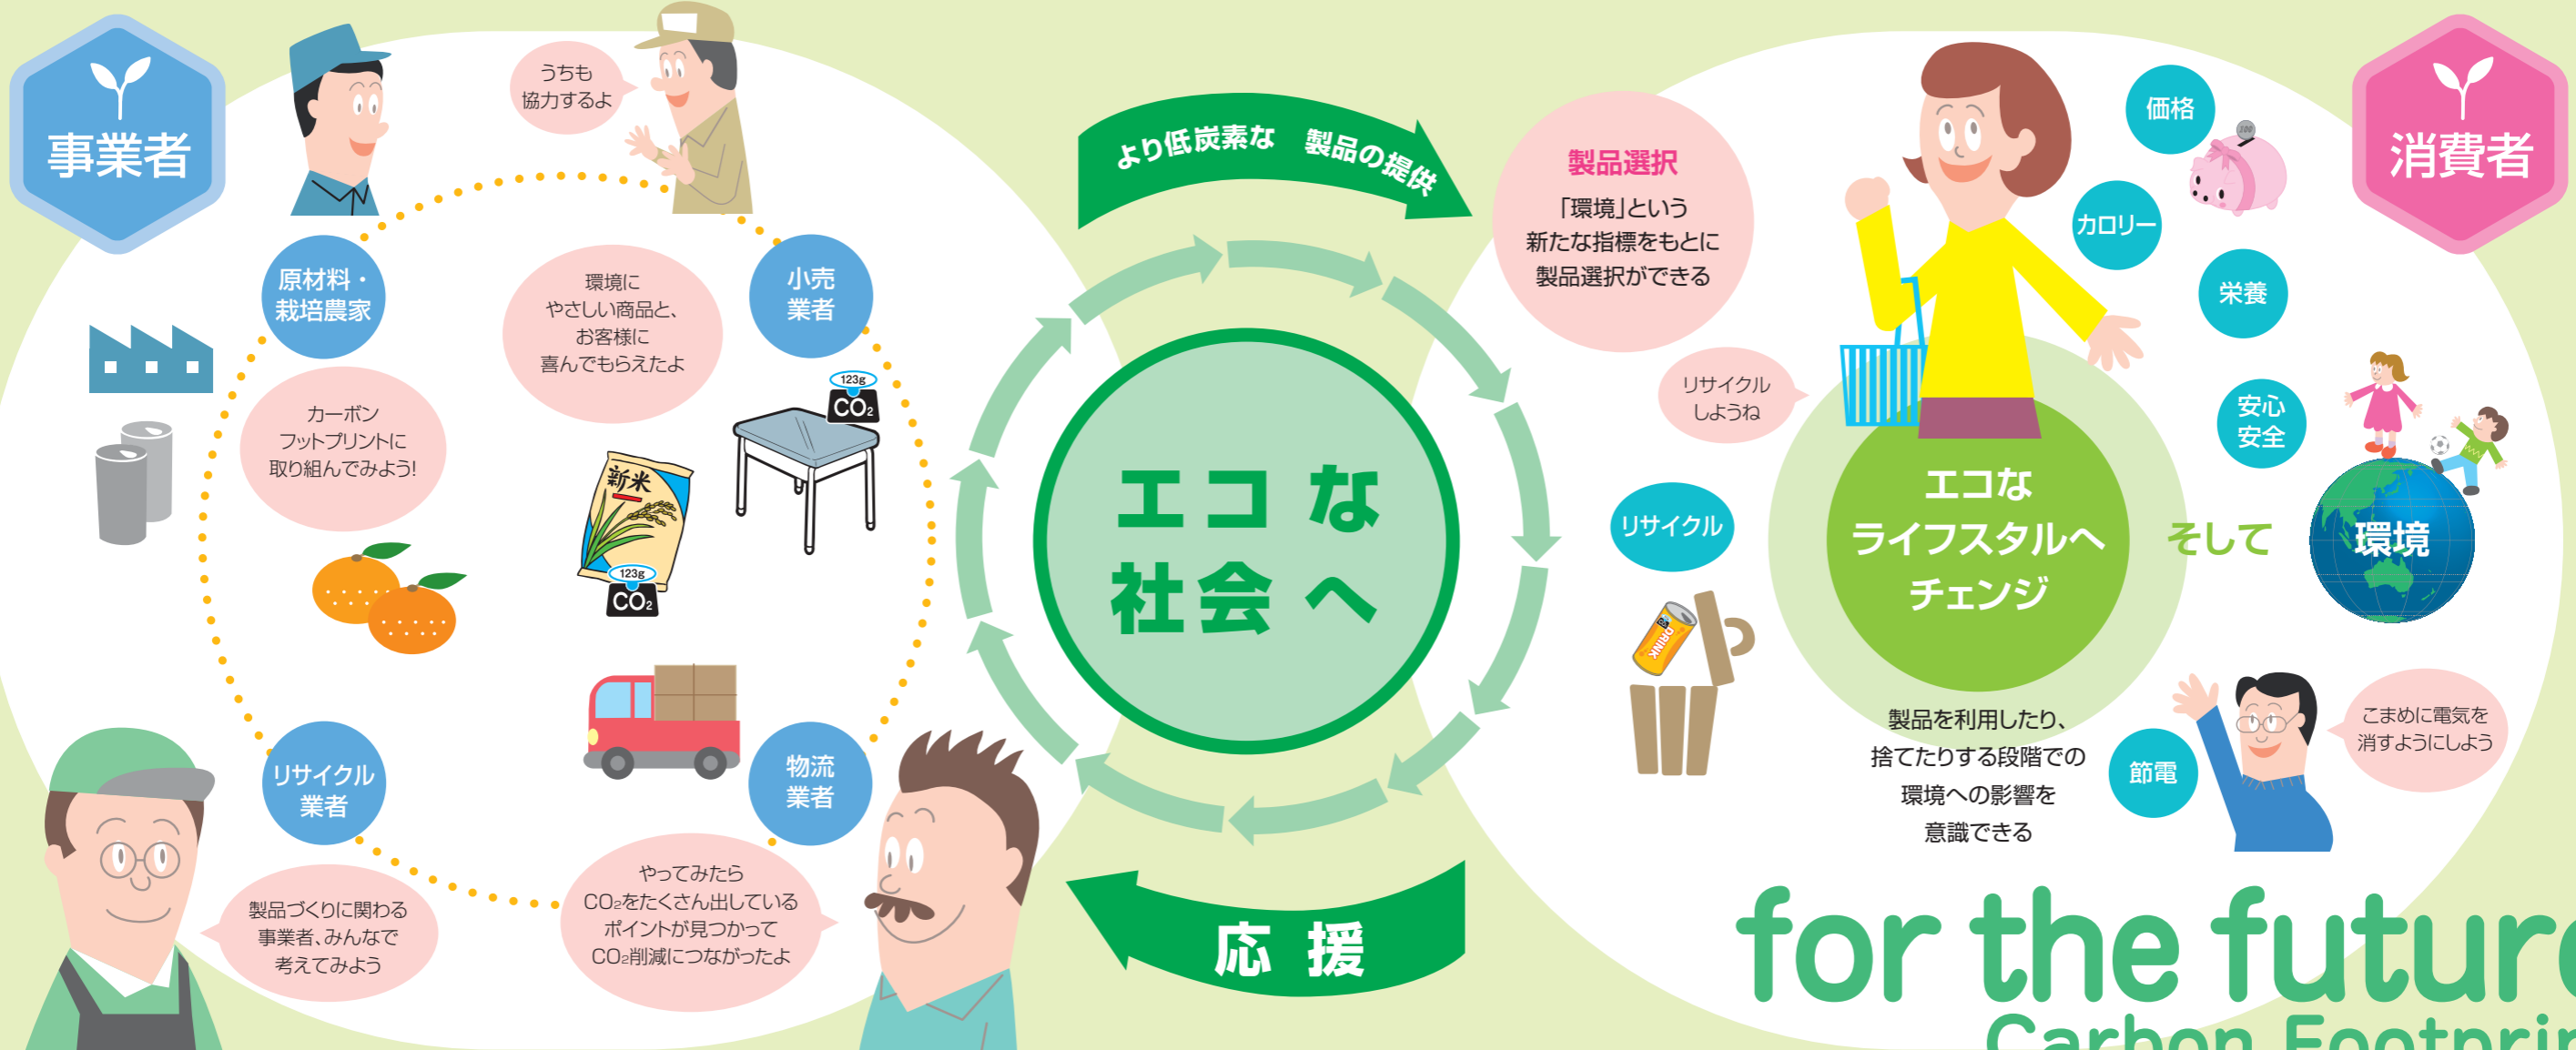 事業者
うちも
協力するよ
原材料・
栽培農家
環境に
やさしい商品と、
お客様に
喜んでもらえたよ
小売
業者
カーボン
フットプリントに
取り組んでみよう!
123g
CO₂
新米
123g
CO₂
リサイクル
業者
物流
業者
製品づくりに関わる
事業者、みんなで
考えてみよう
やってみたら
CO₂をたくさん出している
ポイントが見つかって
CO₂削減につながったよ
より低炭素な 製品の提供
エコな
社会へ
応援
消費者
製品選択
「環境」という
新たな指標をもとに
製品選択ができる
リサイクル
しようね
リサイクル
DRINK
価格
100
カロリー
栄養
安心
安全
エコな
ライフスタルへ
チェンジ
そして
環境
製品を利用したり、
捨てたりする段階での
環境への影響を
意識できる
節電
こまめに電気を
消すようにしよう
for the future
Carbon Footprin